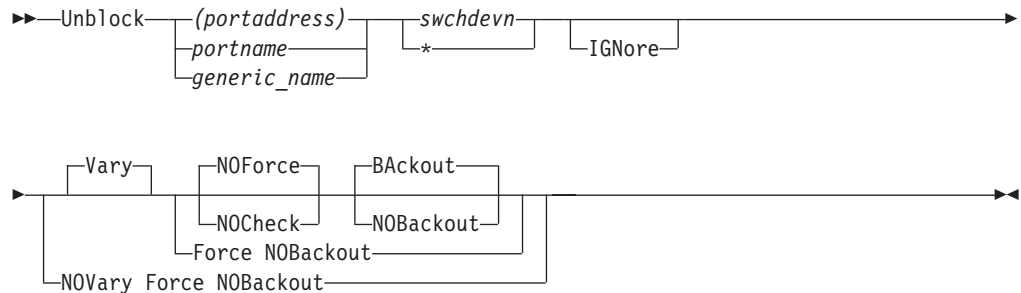 Unblock (portaddress) swchdevn
portname * IGNore
generic_name
Vary NOForce BAckout
NOCheck NOBackout
Force NOBackout
NOVary Force NOBackout